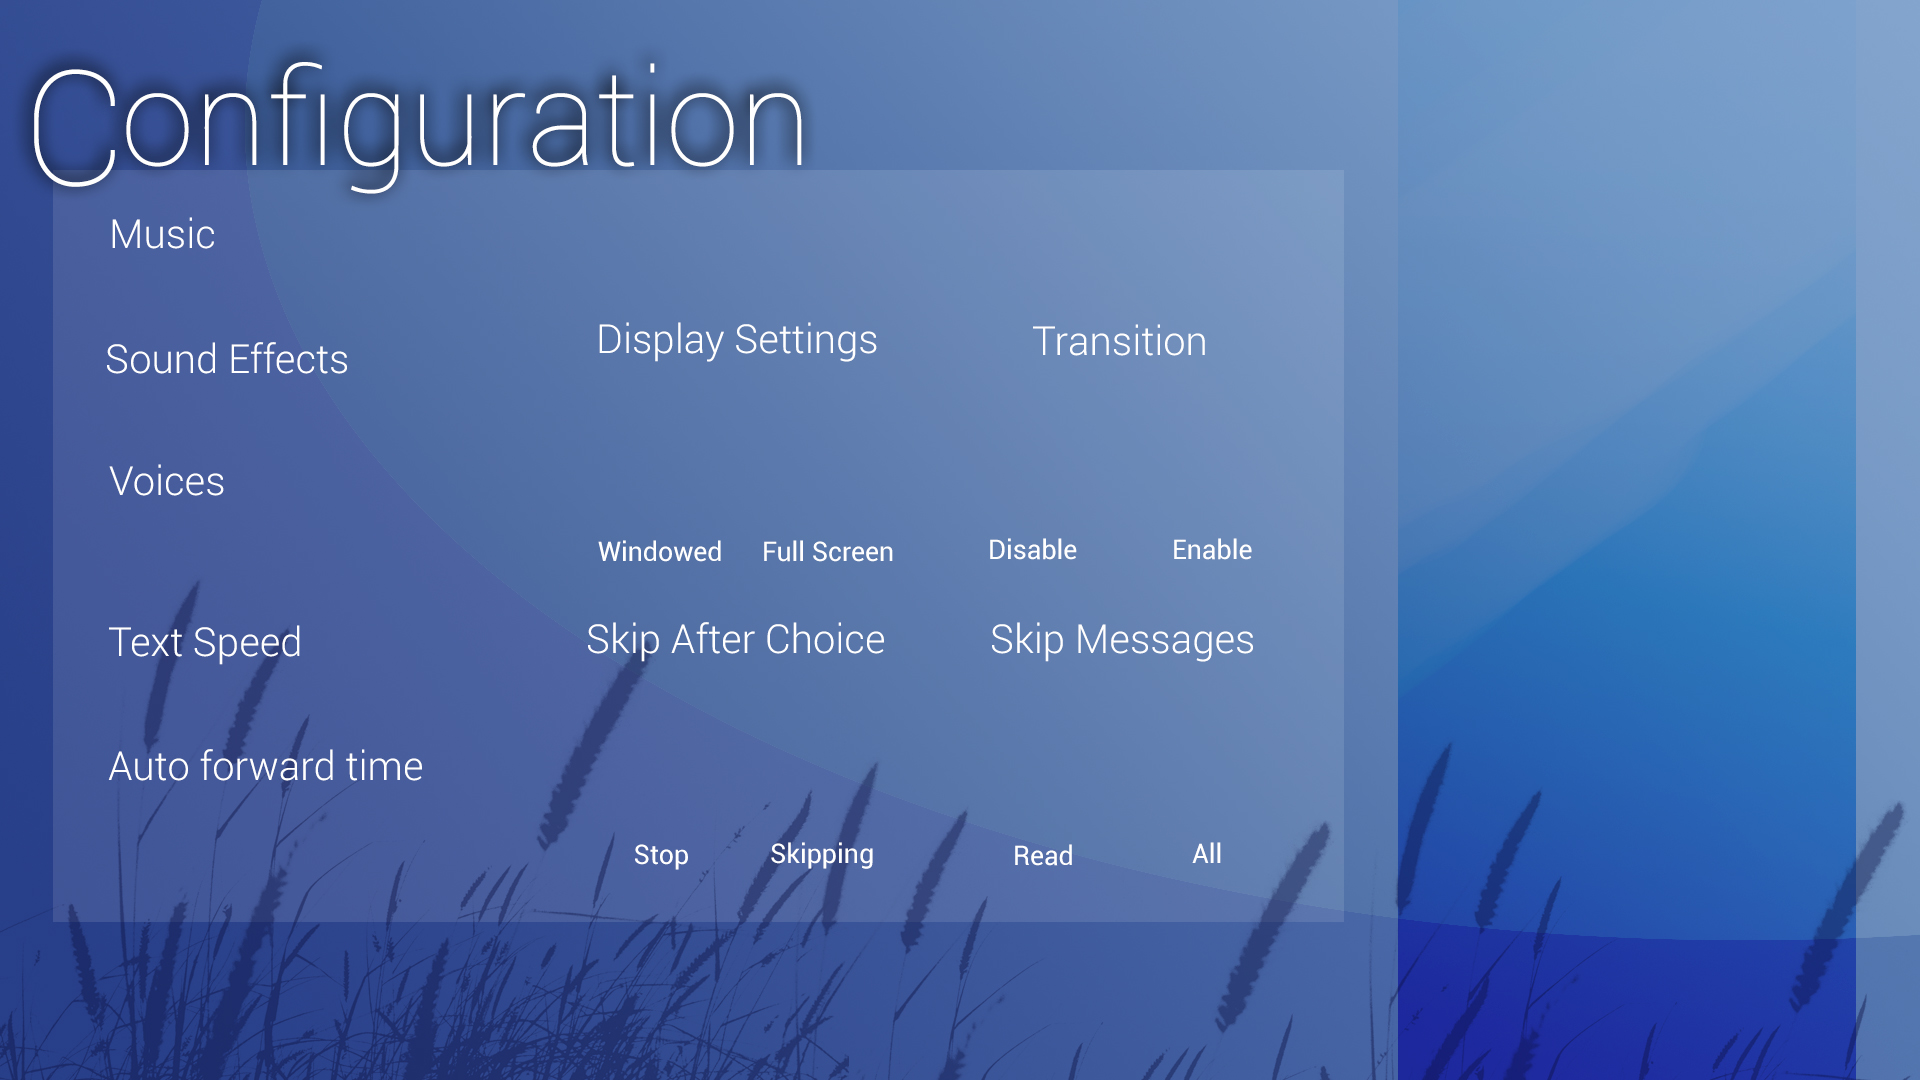 Configuration
Music
Sound Effects
Voices
Text Speed
Auto forward time
Display Settings
Windowed Full Screen
Transition
Disable Enable
Skip After Choice
Stop Skipping
Skip Messages
Read All